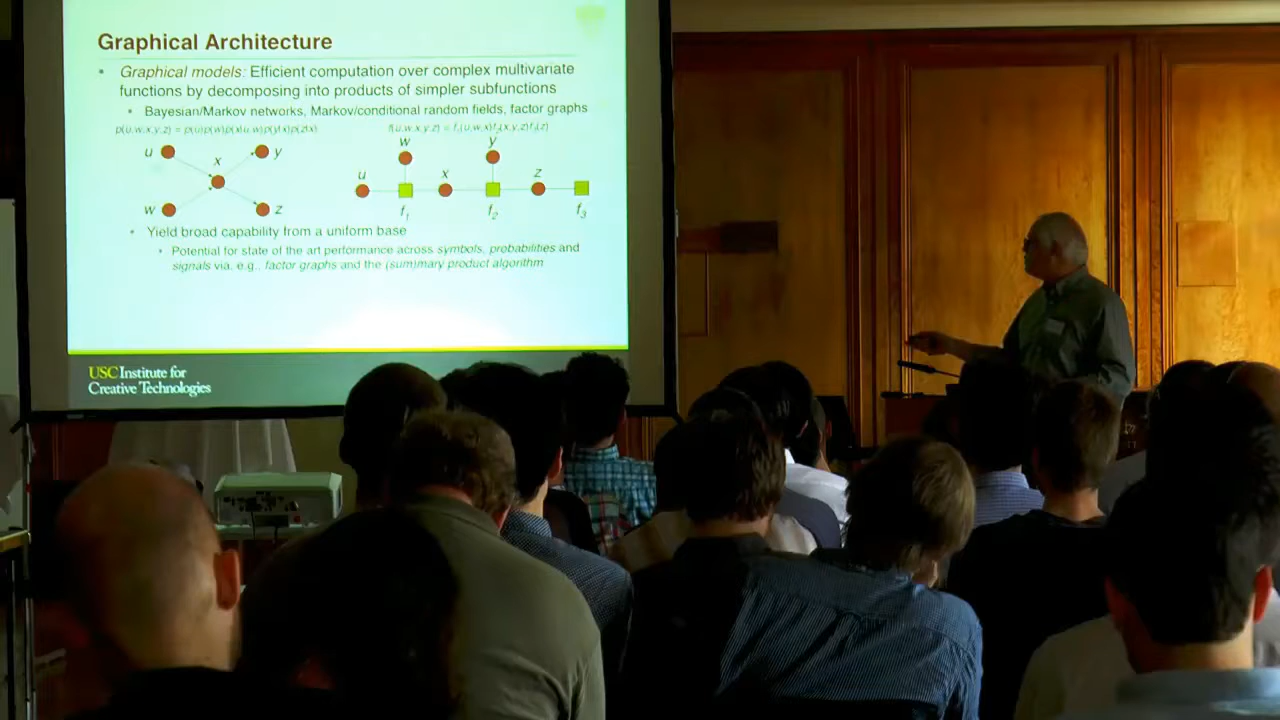 Graphical Architecture
• Graphical models: Efficient computation over complex multivariate
functions by decomposing into products of simpler subfunctions
• Bayesian/Markov networks, Markov/conditional random fields, factor graphs
p(u,w,x,y,z) = p(u)p(w)p(x|u,w)p(y|x)p(z|x)
f(u,w,x,y,z) = f₁(u,w,x)f₂(x,y,z)f₃(z)
u
y
x
w
z
w
y
u
x
z
f₁
f₂
f₃
• Yield broad capability from a uniform base
• Potential for state of the art performance across symbols, probabilities and
signals via, e.g., factor graphs and the (sum)mary product algorithm
USC Institute for
Creative Technologies